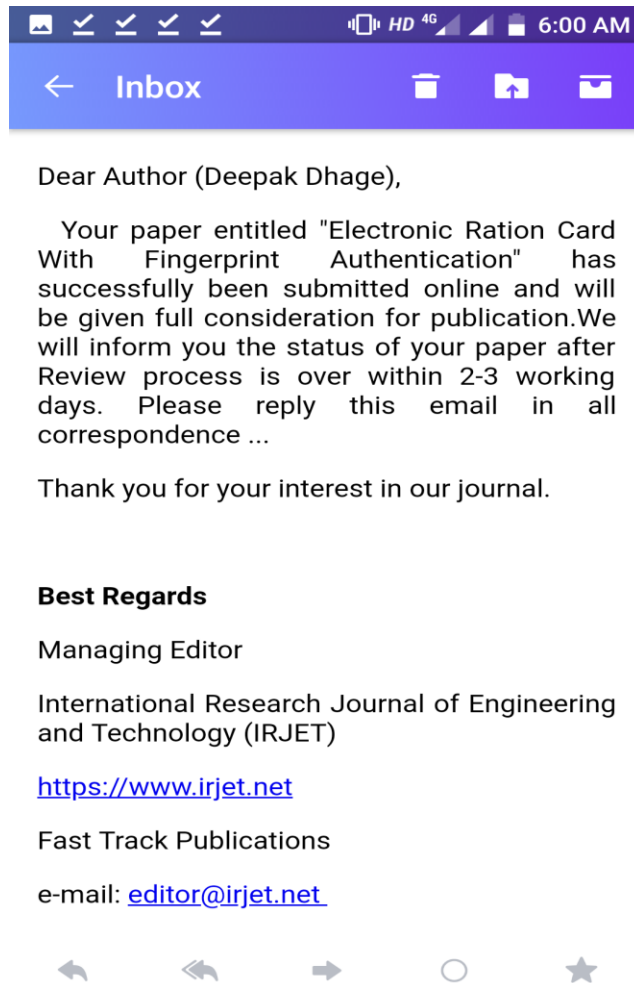 HD 4G 6:00 AM
Inbox
Dear Author (Deepak Dhage),
Your paper entitled "Electronic Ration Card
With Fingerprint Authentication" has
successfully been submitted online and will
be given full consideration for publication.We
will inform you the status of your paper after
Review process is over within 2-3 working
days. Please reply this email in all
correspondence ...
Thank you for your interest in our journal.
Best Regards
Managing Editor
International Research Journal of Engineering
and Technology (IRJET)
https://www.irjet.net
Fast Track Publications
e-mail: editor@irjet.net